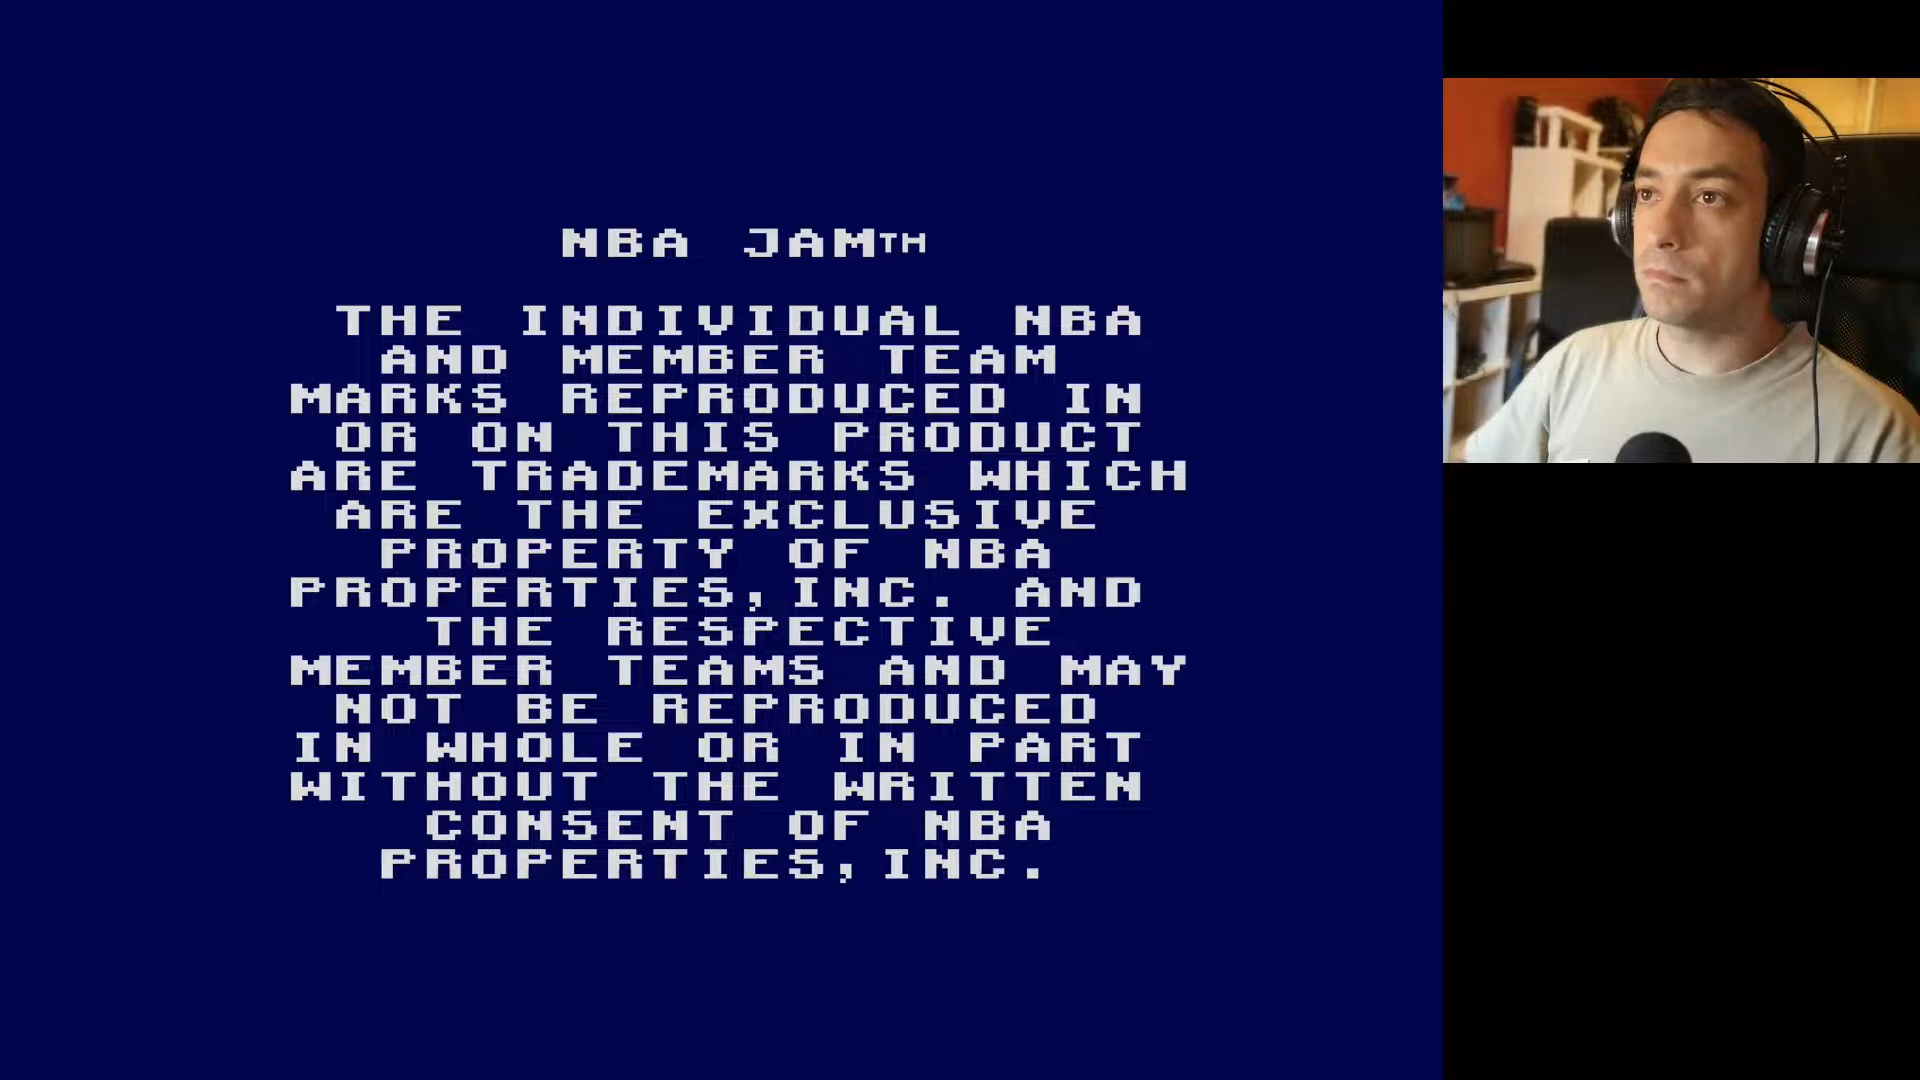 NBA JAM™
THE INDIVIDUAL NBA
AND MEMBER TEAM
MARKS REPRODUCED IN
OR ON THIS PRODUCT
ARE TRADEMARKS WHICH
ARE THE EXCLUSIVE
PROPERTY OF NBA
PROPERTIES,INC. AND
THE RESPECTIVE
MEMBER TEAMS AND MAY
NOT BE REPRODUCED
IN WHOLE OR IN PART
WITHOUT THE WRITTEN
CONSENT OF NBA
PROPERTIES,INC.